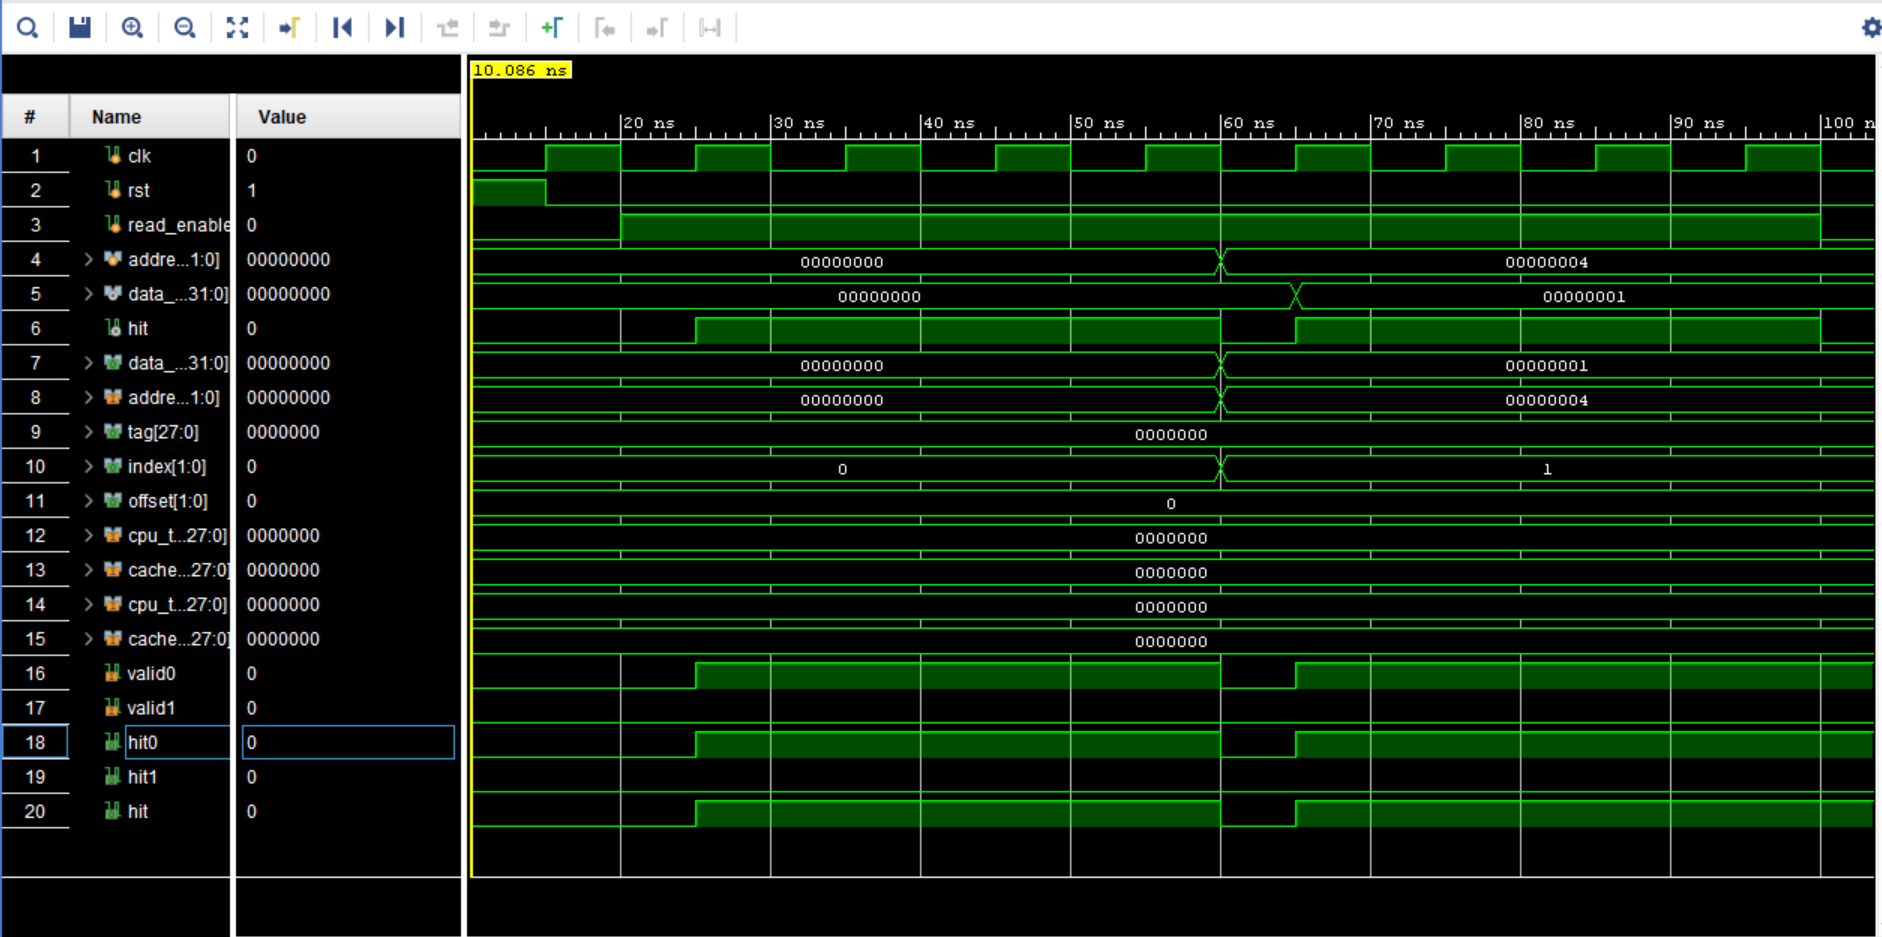 10.086 ns
# Name Value
20 ns 30 ns 40 ns 50 ns 60 ns 70 ns 80 ns 90 ns 100 n
1 clk 0
2 rst 1
3 read_enable 0
4 addre...1:0] 00000000 00000000 00000004
5 data_...31:0] 00000000 00000000 00000001
6 hit 0
7 data_...31:0] 00000000 00000000 00000001
8 addre...1:0] 00000000 00000000 00000004
9 tag[27:0] 0000000 0000000
10 index[1:0] 0 0 1
11 offset[1:0] 0 0
12 cpu_t...27:0] 0000000 0000000
13 cache...27:0] 0000000 0000000
14 cpu_t...27:0] 0000000 0000000
15 cache...27:0] 0000000 0000000
16 valid0 0
17 valid1 0
18 hit0 0
19 hit1 0
20 hit 0